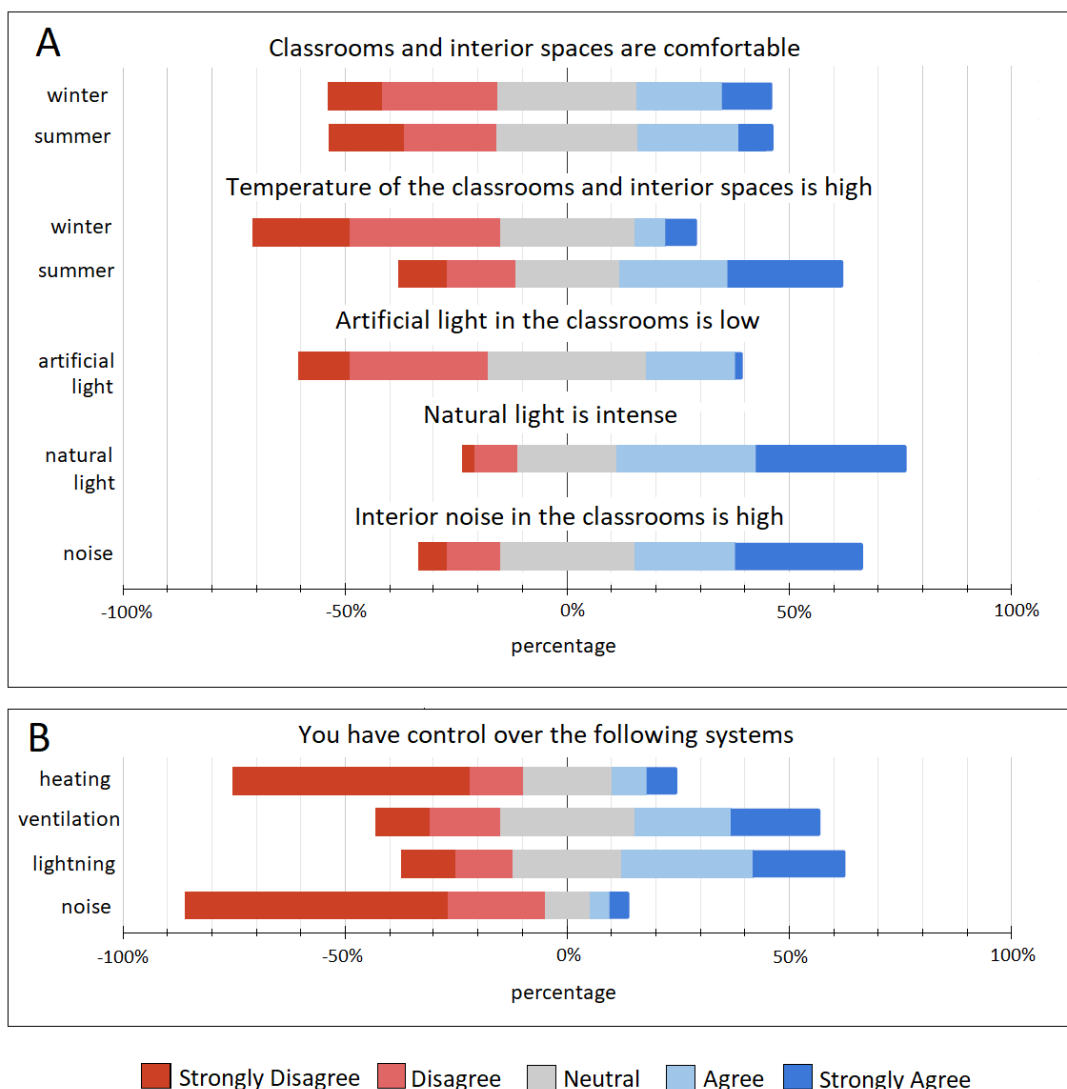 A
Classrooms and interior spaces are comfortable
winter
summer
Temperature of the classrooms and interior spaces is high
winter
summer
Artificial light in the classrooms is low
artificial
light
Natural light is intense
natural
light
Interior noise in the classrooms is high
noise
-100% -50% 0% 50% 100%
percentage
B
You have control over the following systems
heating
ventilation
lightning
noise
-100% -50% 0% 50% 100%
percentage
Strongly Disagree Disagree Neutral Agree Strongly Agree